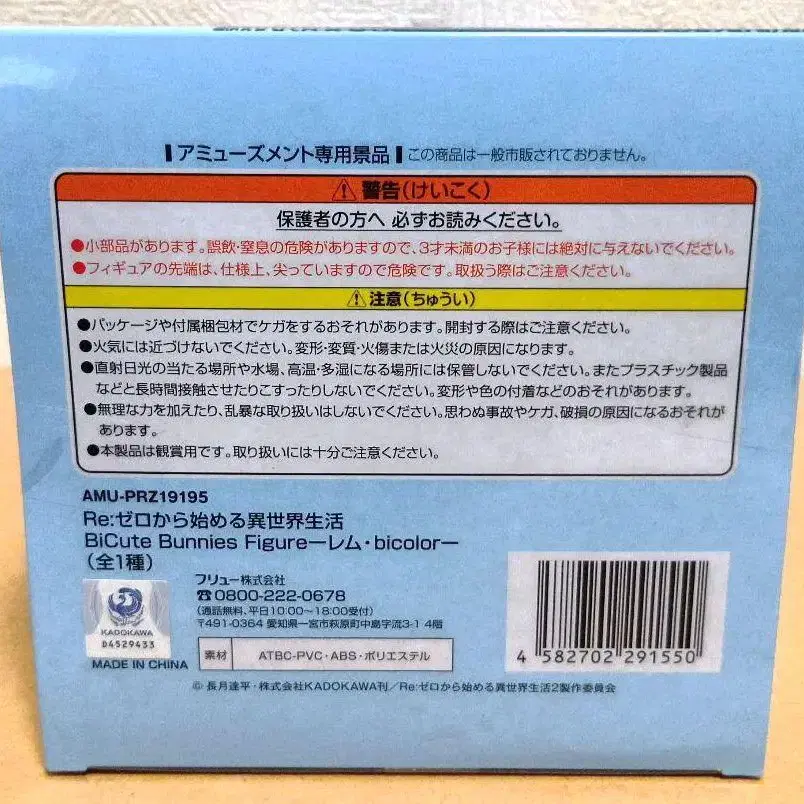 アミューズメント専用景品 この商品は一般市販されておりません。
⚠警告(けいこく)
保護者の方へ 必ずお読みください。
●小部品があります。誤飲・窒息の危険がありますので、3才未満のお子様には絶対に与えないでください。
●フィギュアの先端は、仕様上、尖っていますので危険です。取扱う際はご注意ください。
⚠注意(ちゅうい)
●パッケージや付属梱包材でケガをするおそれがあります。開封する際はご注意ください。
●火気には近づけないでください。変形・変質・火傷または火災の原因になります。
●直射日光の当たる場所や水場、高温・多湿になる場所には保管しないでください。またプラスチック製品
などと長時間接触させたりこすったりしないでください。変形や色の付着などのおそれがあります。
●無理な力を加えたり、乱暴な取り扱いはしないでください。思わぬ事故やケガ、破損の原因になるおそれが
あります。
●本製品は観賞用です。取り扱いには十分ご注意ください。
AMU-PRZ19195
Re:ゼロから始める異世界生活
BiCute Bunnies Figureーレム・bicolorー
(全1種)
フリュー株式会社
☎0800-222-0678
(通話無料、平日10:00〜18:00受付)
〒491-0364 愛知県一宮市萩原町中島字流3-1 4階
KADOKAWA
D4529433
MADE IN CHINA
素材 ATBC-PVC・ABS・ポリエステル
4 582702 291550
© 長月達平・株式会社KADOKAWA刊/Re:ゼロから始める異世界生活2製作委員会